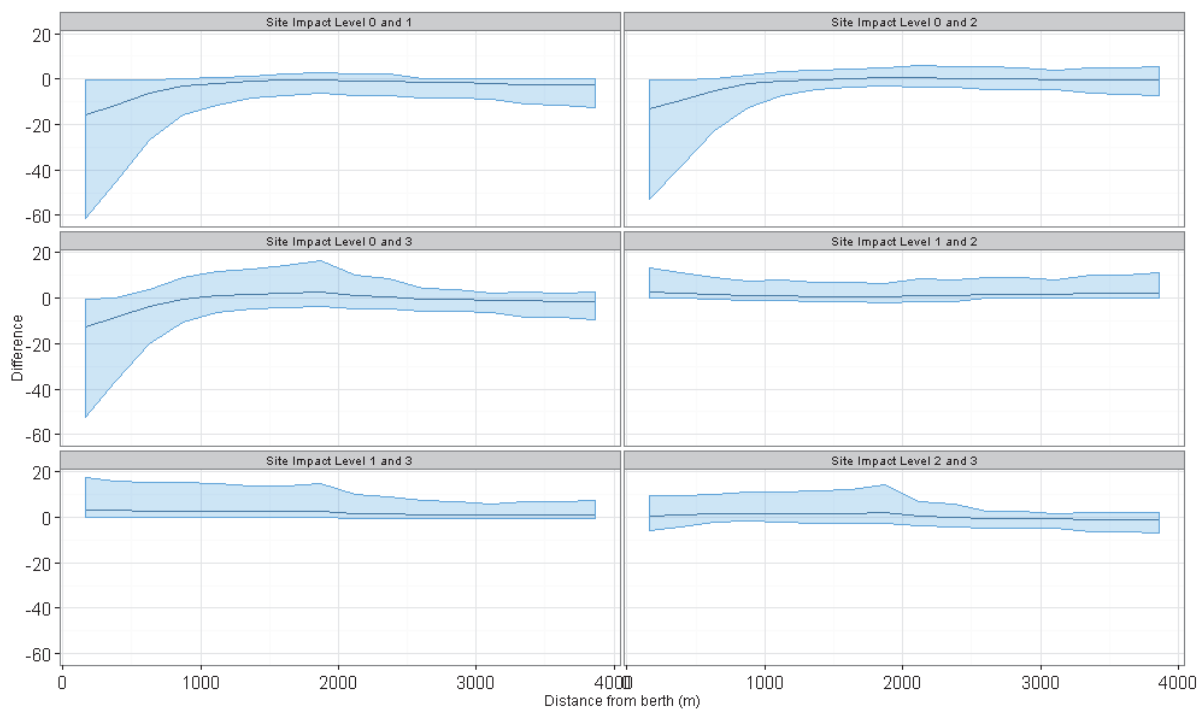 Site Impact Level 0 and 1
Site Impact Level 0 and 2
20
0
-20
-40
-60
Site Impact Level 0 and 3
Site Impact Level 1 and 2
20
0
-20
-40
-60
Difference
Site Impact Level 1 and 3
Site Impact Level 2 and 3
20
0
-20
-40
-60
0 1000 2000 3000 4000 0 1000 2000 3000 4000
Distance from berth (m)